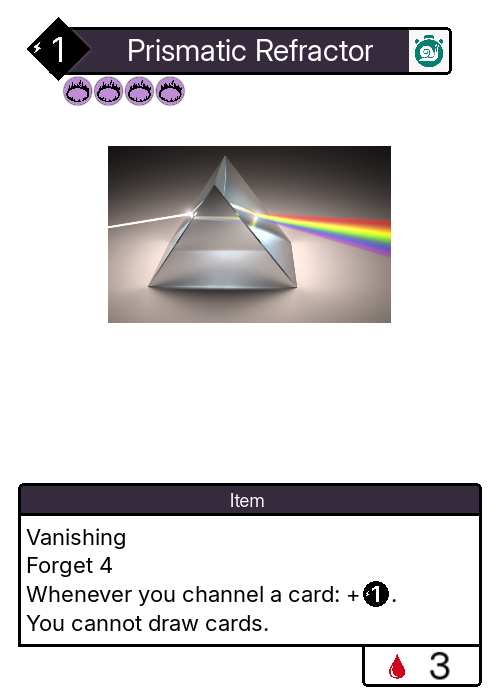 1 Prismatic Refractor
Item
Vanishing
Forget 4
Whenever you channel a card: +1.
You cannot draw cards.
3